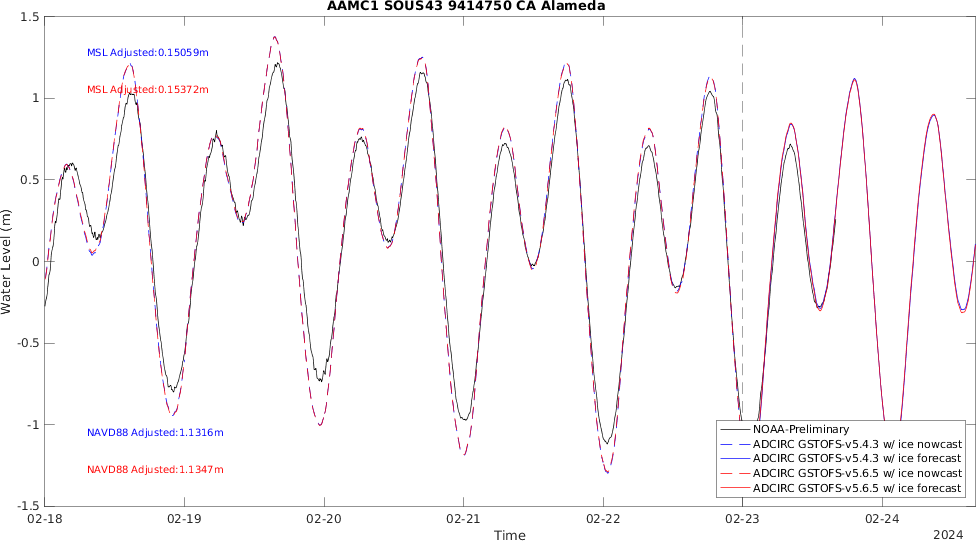 AAMC1 SOUS43 9414750 CA Alameda
1.5
1
0.5
0
-0.5
-1
-1.5
Water Level (m)
MSL Adjusted:0.15059m
MSL Adjusted:0.15372m
NAVD88 Adjusted:1.1316m
NAVD88 Adjusted:1.1347m
NOAA-Preliminary
ADCIRC GSTOFS-v5.4.3 w/ ice nowcast
ADCIRC GSTOFS-v5.4.3 w/ ice forecast
ADCIRC GSTOFS-v5.6.5 w/ ice nowcast
ADCIRC GSTOFS-v5.6.5 w/ ice forecast
02-18 02-19 02-20 02-21 02-22 02-23 02-24
Time
2024